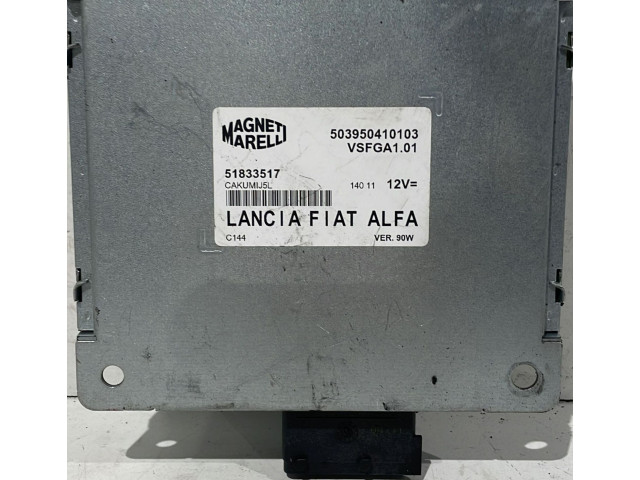 MAGNETI
MARELLI
503950410103
VSFGA1.01
51833517
CAKUMIJ5L
140 11 12V=
LANCIA FIAT ALFA
C144 VER. 90W